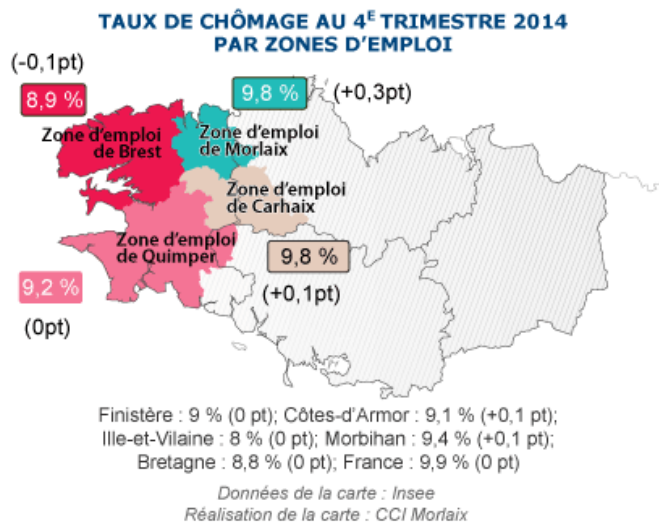 TAUX DE CHÔMAGE AU 4E TRIMESTRE 2014
PAR ZONES D'EMPLOI
(-0,1pt)
8,9 %
9,8 %
(+0,3pt)
Zone d'emploi
de Brest
Zone d'emploi
de Morlaix
Zone d'emploi
de Carhaix
Zone d'emploi
de Quimper
9,8 %
(+0,1pt)
9,2 %
(0pt)
Finistère : 9 % (0 pt); Côtes-d'Armor : 9,1 % (+0,1 pt);
Ille-et-Vilaine : 8 % (0 pt); Morbihan : 9,4 % (+0,1 pt);
Bretagne : 8,8 % (0 pt); France : 9,9 % (0 pt)
Données de la carte : Insee
Réalisation de la carte : CCI Morlaix